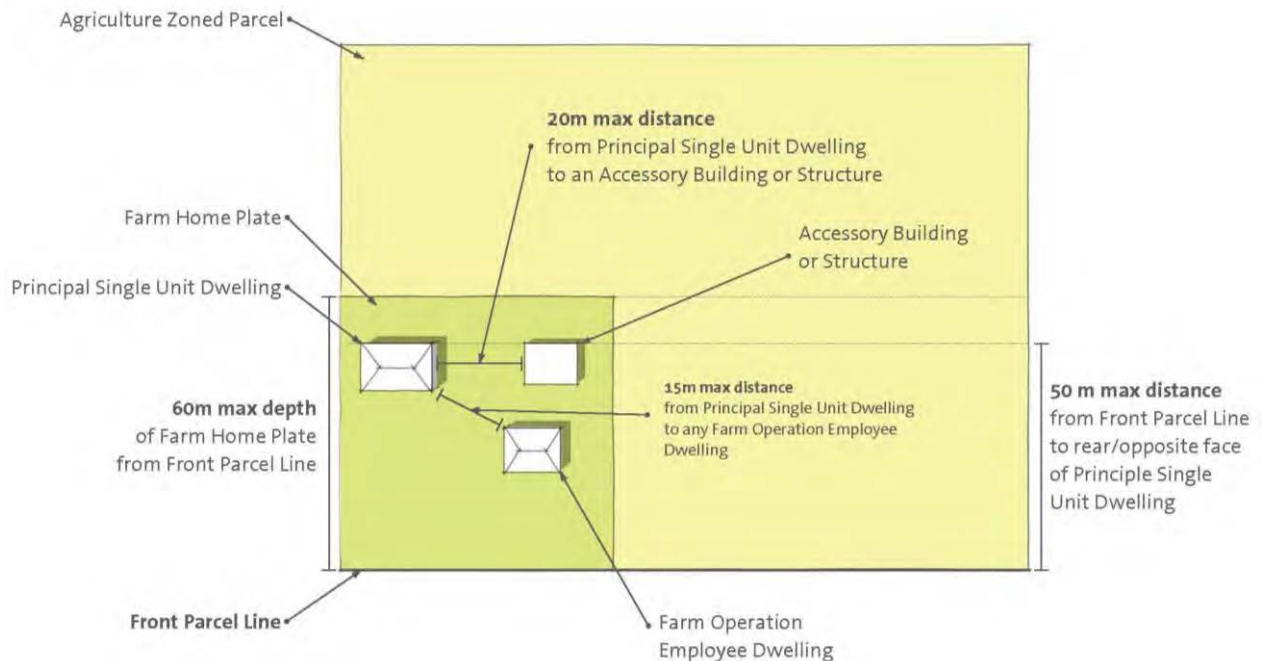 Agriculture Zoned Parcel
20m max distance
from Principal Single Unit Dwelling
to an Accessory Building or Structure
Farm Home Plate
Accessory Building
or Structure
Principal Single Unit Dwelling
15m max distance
from Principal Single Unit Dwelling
to any Farm Operation Employee
Dwelling
60m max depth
of Farm Home Plate
from Front Parcel Line
50 m max distance
from Front Parcel Line
to rear/opposite face
of Principle Single
Unit Dwelling
Front Parcel Line
Farm Operation
Employee Dwelling